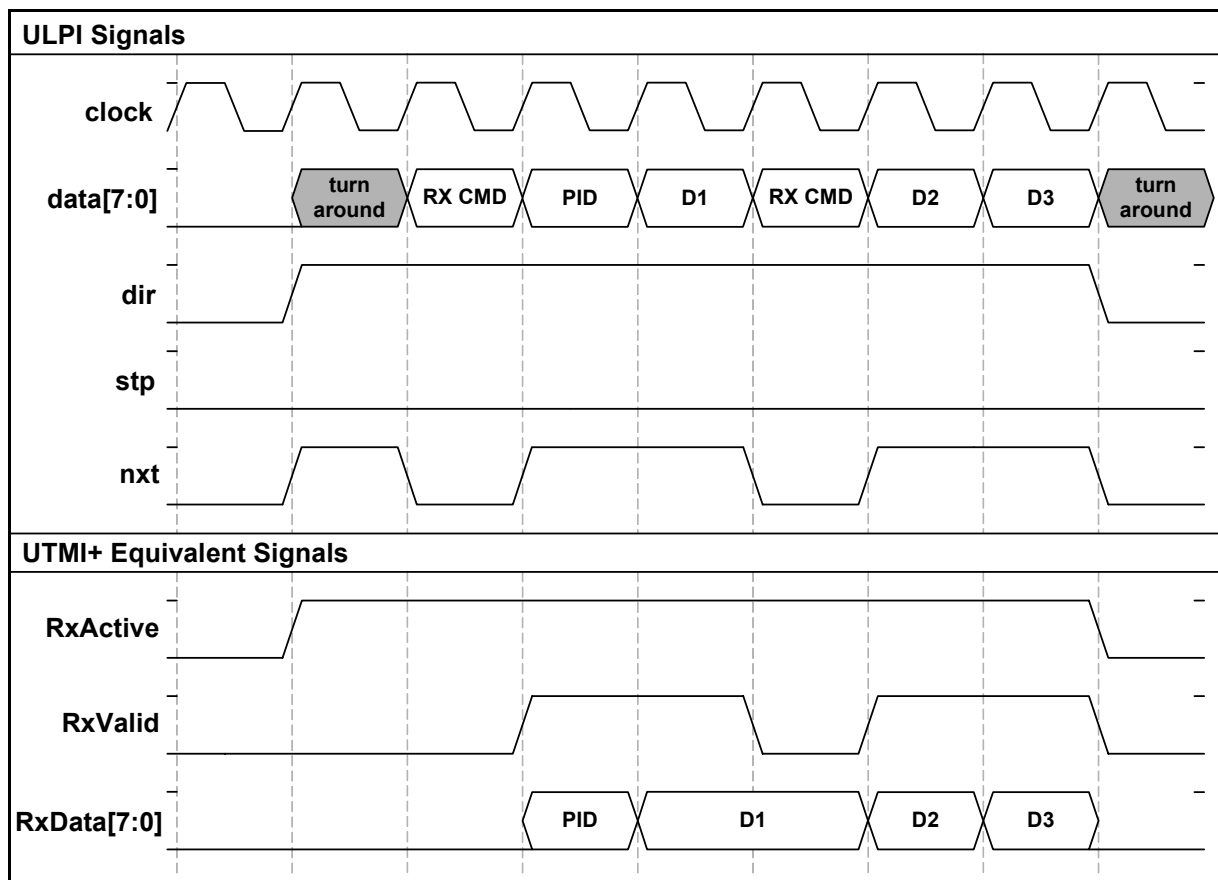 ULPI Signals
clock
data[7:0]
turn
around
RX CMD
PID
D1
RX CMD
D2
D3
turn
around
dir
stp
nxt
UTMI+ Equivalent Signals
RxActive
RxValid
RxData[7:0]
PID
D1
D2
D3